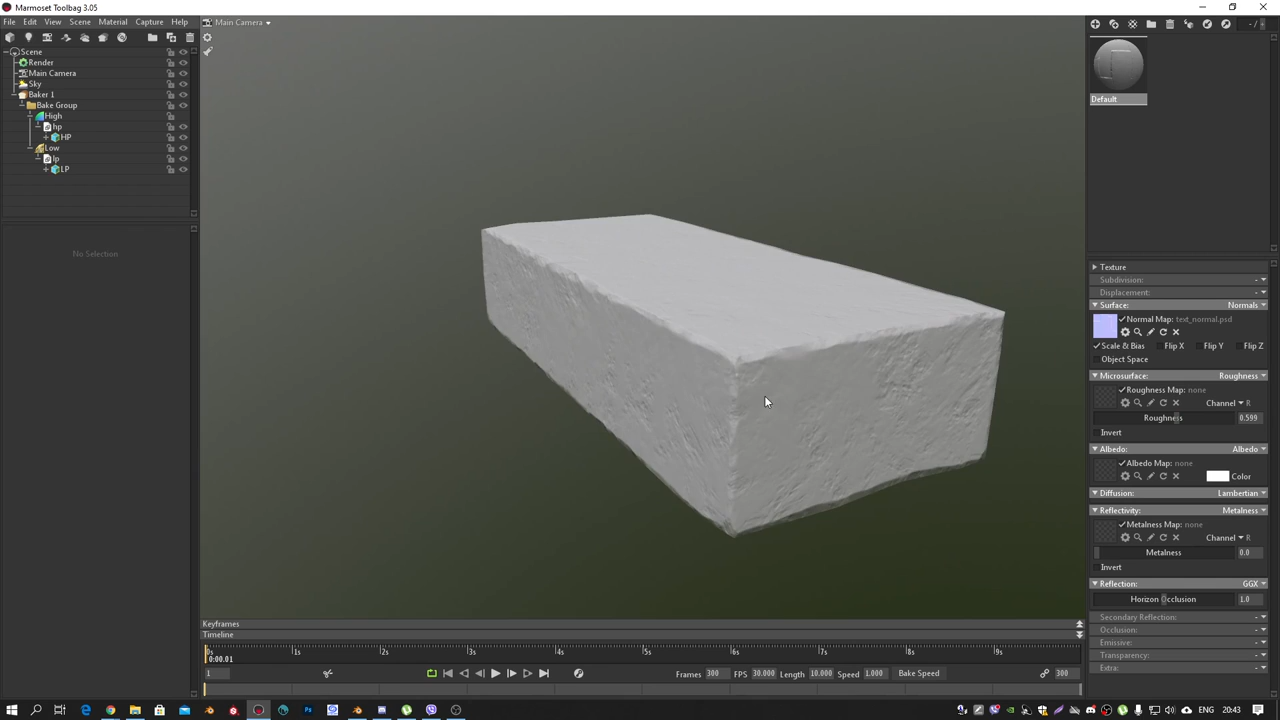 Marmoset Toolbag 3.05
File Edit View Scene Material Capture Help
Main Camera
- / +
Scene
Render
Main Camera
Sky
Baker 1
Bake Group
High
hp
HP
Low
lp
LP
No Selection
Default
Texture
Subdivision: -
Displacement: -
Surface: Normals
Normal Map: text_normal.psd
Scale & Bias Flip X Flip Y Flip Z
Object Space
Microsurface: Roughness
Roughness Map: none
Channel R
Roughness 0.599
Invert
Albedo: Albedo
Albedo Map: none
Color
Diffusion: Lambertian
Reflectivity: Metalness
Metalness Map: none
Channel R
Metalness 0.0
Invert
Reflection: GGX
Horizon Occlusion 1.0
Secondary Reflection: -
Occlusion: -
Emissive: -
Transparency: -
Extra: -
Keyframes
Timeline
0s 1s 2s 3s 4s 5s 6s 7s 8s 9s
0:00.01
1 Frames 300 FPS 30.000 Length 10.000 Speed 1.000 Bake Speed 300
ENG 20:43